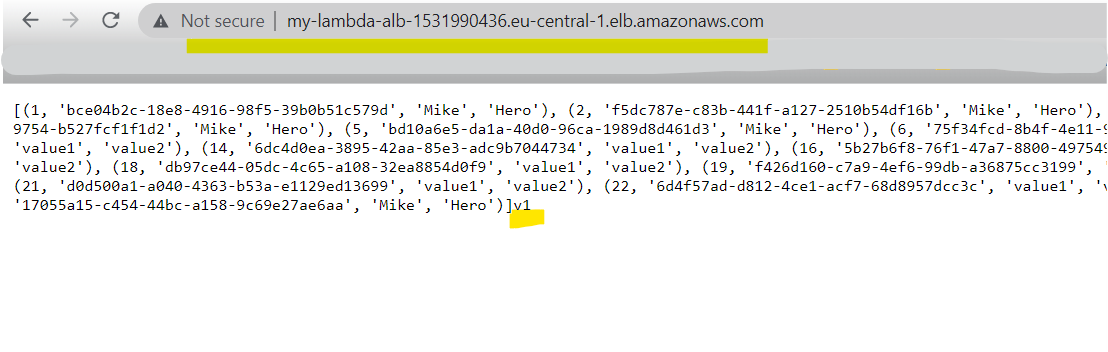 Not secure | my-lambda-alb-1531990436.eu-central-1.elb.amazonaws.com
[(1, 'bce04b2c-18e8-4916-98f5-39b0b51c579d', 'Mike', 'Hero'), (2, 'f5dc787e-c83b-441f-a127-2510b54df16b', 'Mike', 'Hero'),
9754-b527fcf1f1d2', 'Mike', 'Hero'), (5, 'bd10a6e5-da1a-40d0-96ca-1989d8d461d3', 'Mike', 'Hero'), (6, '75f34fcd-8b4f-4e11-9
'value1', 'value2'), (14, '6dc4d0ea-3895-42aa-85e3-adc9b7044734', 'value1', 'value2'), (16, '5b27b6f8-76f1-47a7-8800-497549
'value2'), (18, 'db97ce44-05dc-4c65-a108-32ea8854d0f9', 'value1', 'value2'), (19, 'f426d160-c7a9-4ef6-99db-a36875cc3199', '
(21, 'd0d500a1-a040-4363-b53a-e1129ed13699', 'value1', 'value2'), (22, '6d4f57ad-d812-4ce1-acf7-68d8957dcc3c', 'value1', 'v
'17055a15-c454-44bc-a158-9c69e27ae6aa', 'Mike', 'Hero')]v1